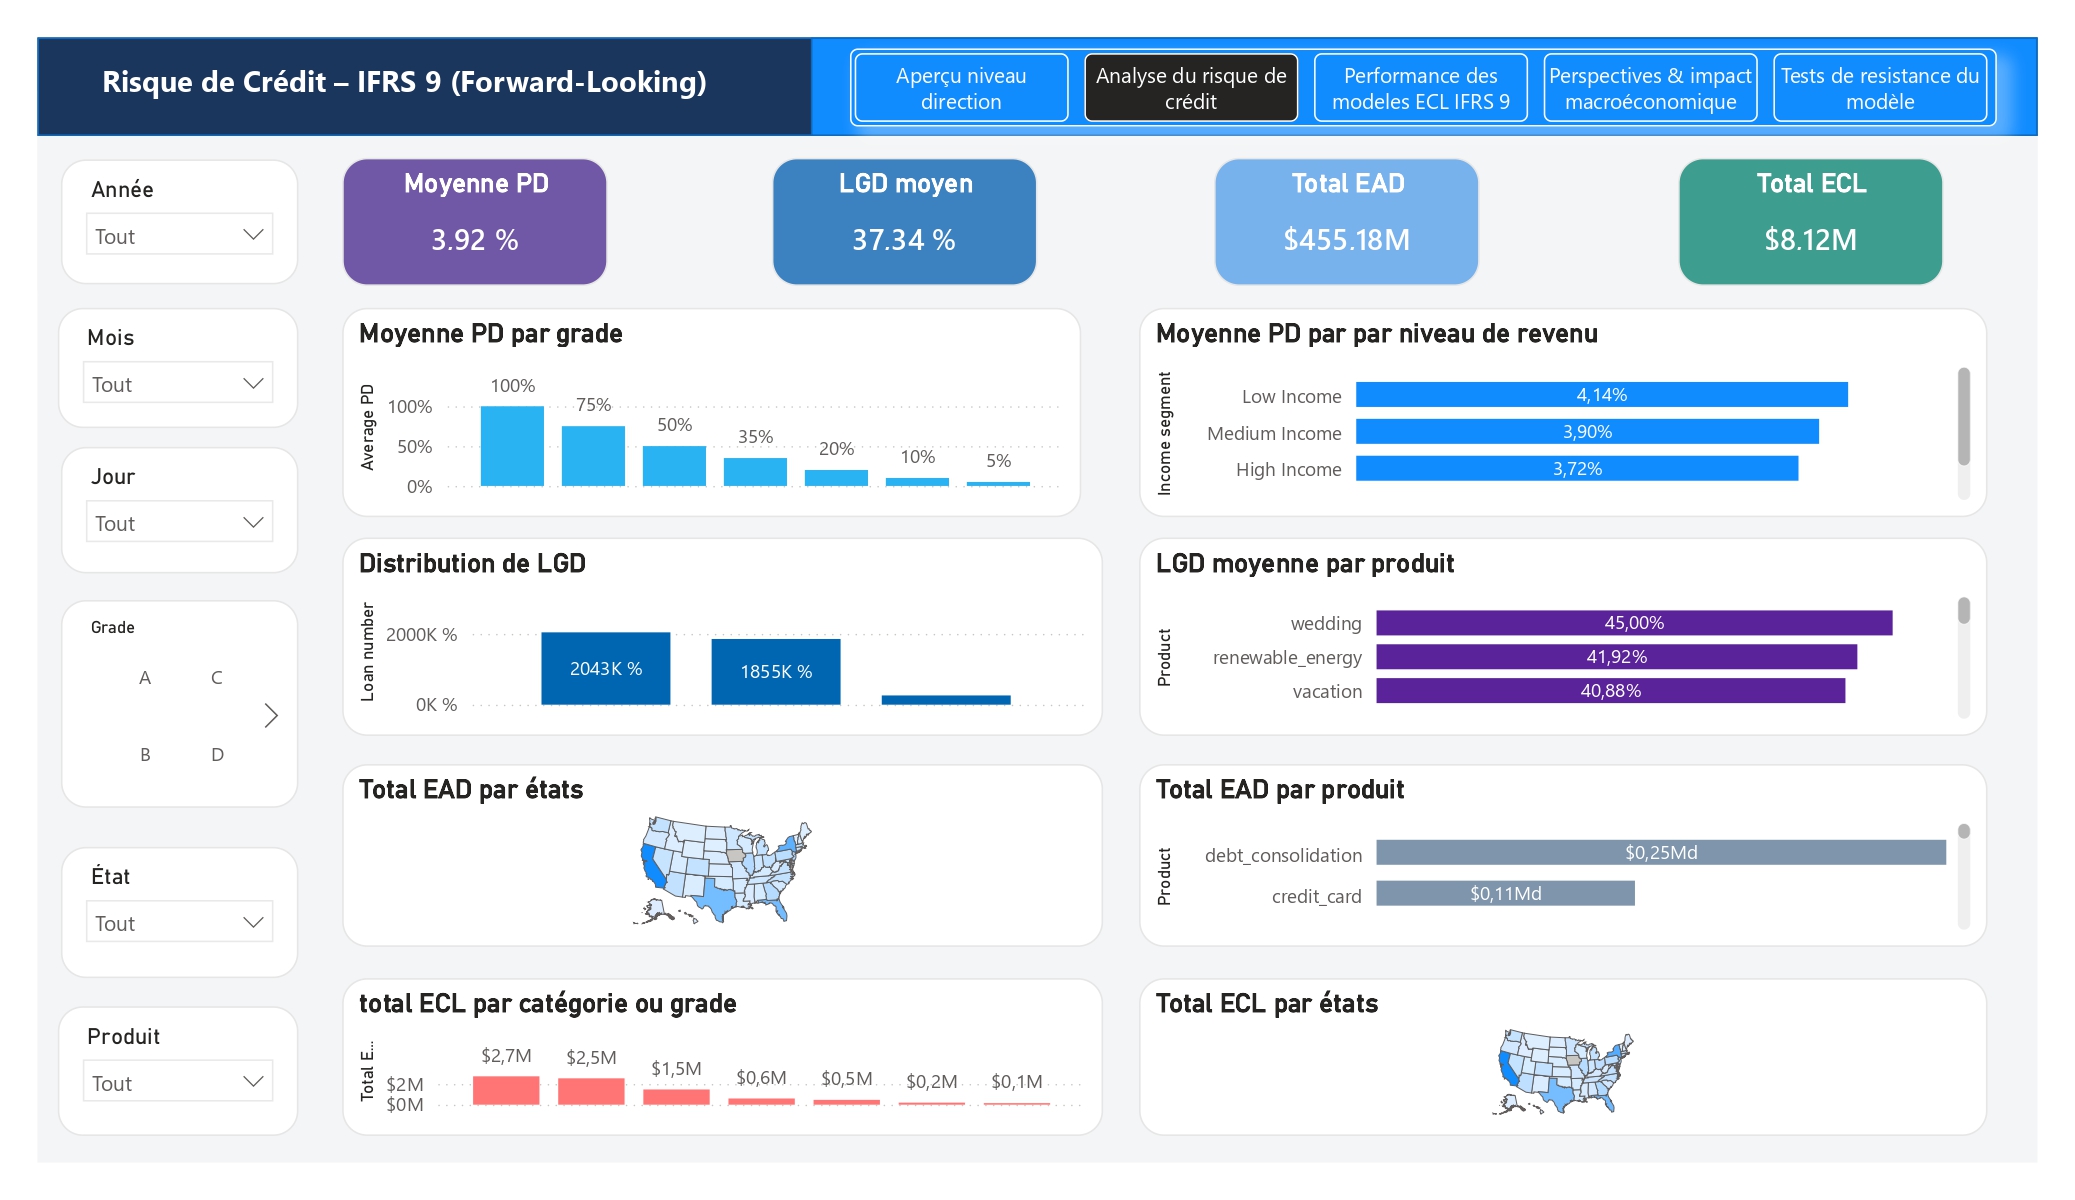 Risque de Crédit – IFRS 9 (Forward-Looking)
Aperçu niveau
direction
Analyse du risque de
crédit
Performance des
modeles ECL IFRS 9
Perspectives & impact
macroéconomique
Tests de resistance du
modèle
Année
Tout
Mois
Tout
Jour
Tout
Grade
A
C
B
D
État
Tout
Produit
Tout
Moyenne PD
3.92 %
LGD moyen
37.34 %
Total EAD
$455.18M
Total ECL
$8.12M
Moyenne PD par grade
Average PD
100%
50%
0%
100%
75%
50%
35%
20%
10%
5%
Moyenne PD par par niveau de revenu
Income segment
Low Income
4,14%
Medium Income
3,90%
High Income
3,72%
Distribution de LGD
Loan number
2000K %
0K %
2043K %
1855K %
LGD moyenne par produit
Product
wedding
45,00%
renewable_energy
41,92%
vacation
40,88%
Total EAD par états
Total EAD par produit
Product
debt_consolidation
$0,25Md
credit_card
$0,11Md
total ECL par catégorie ou grade
Total E...
$2M
$0M
$2,7M
$2,5M
$1,5M
$0,6M
$0,5M
$0,2M
$0,1M
Total ECL par états